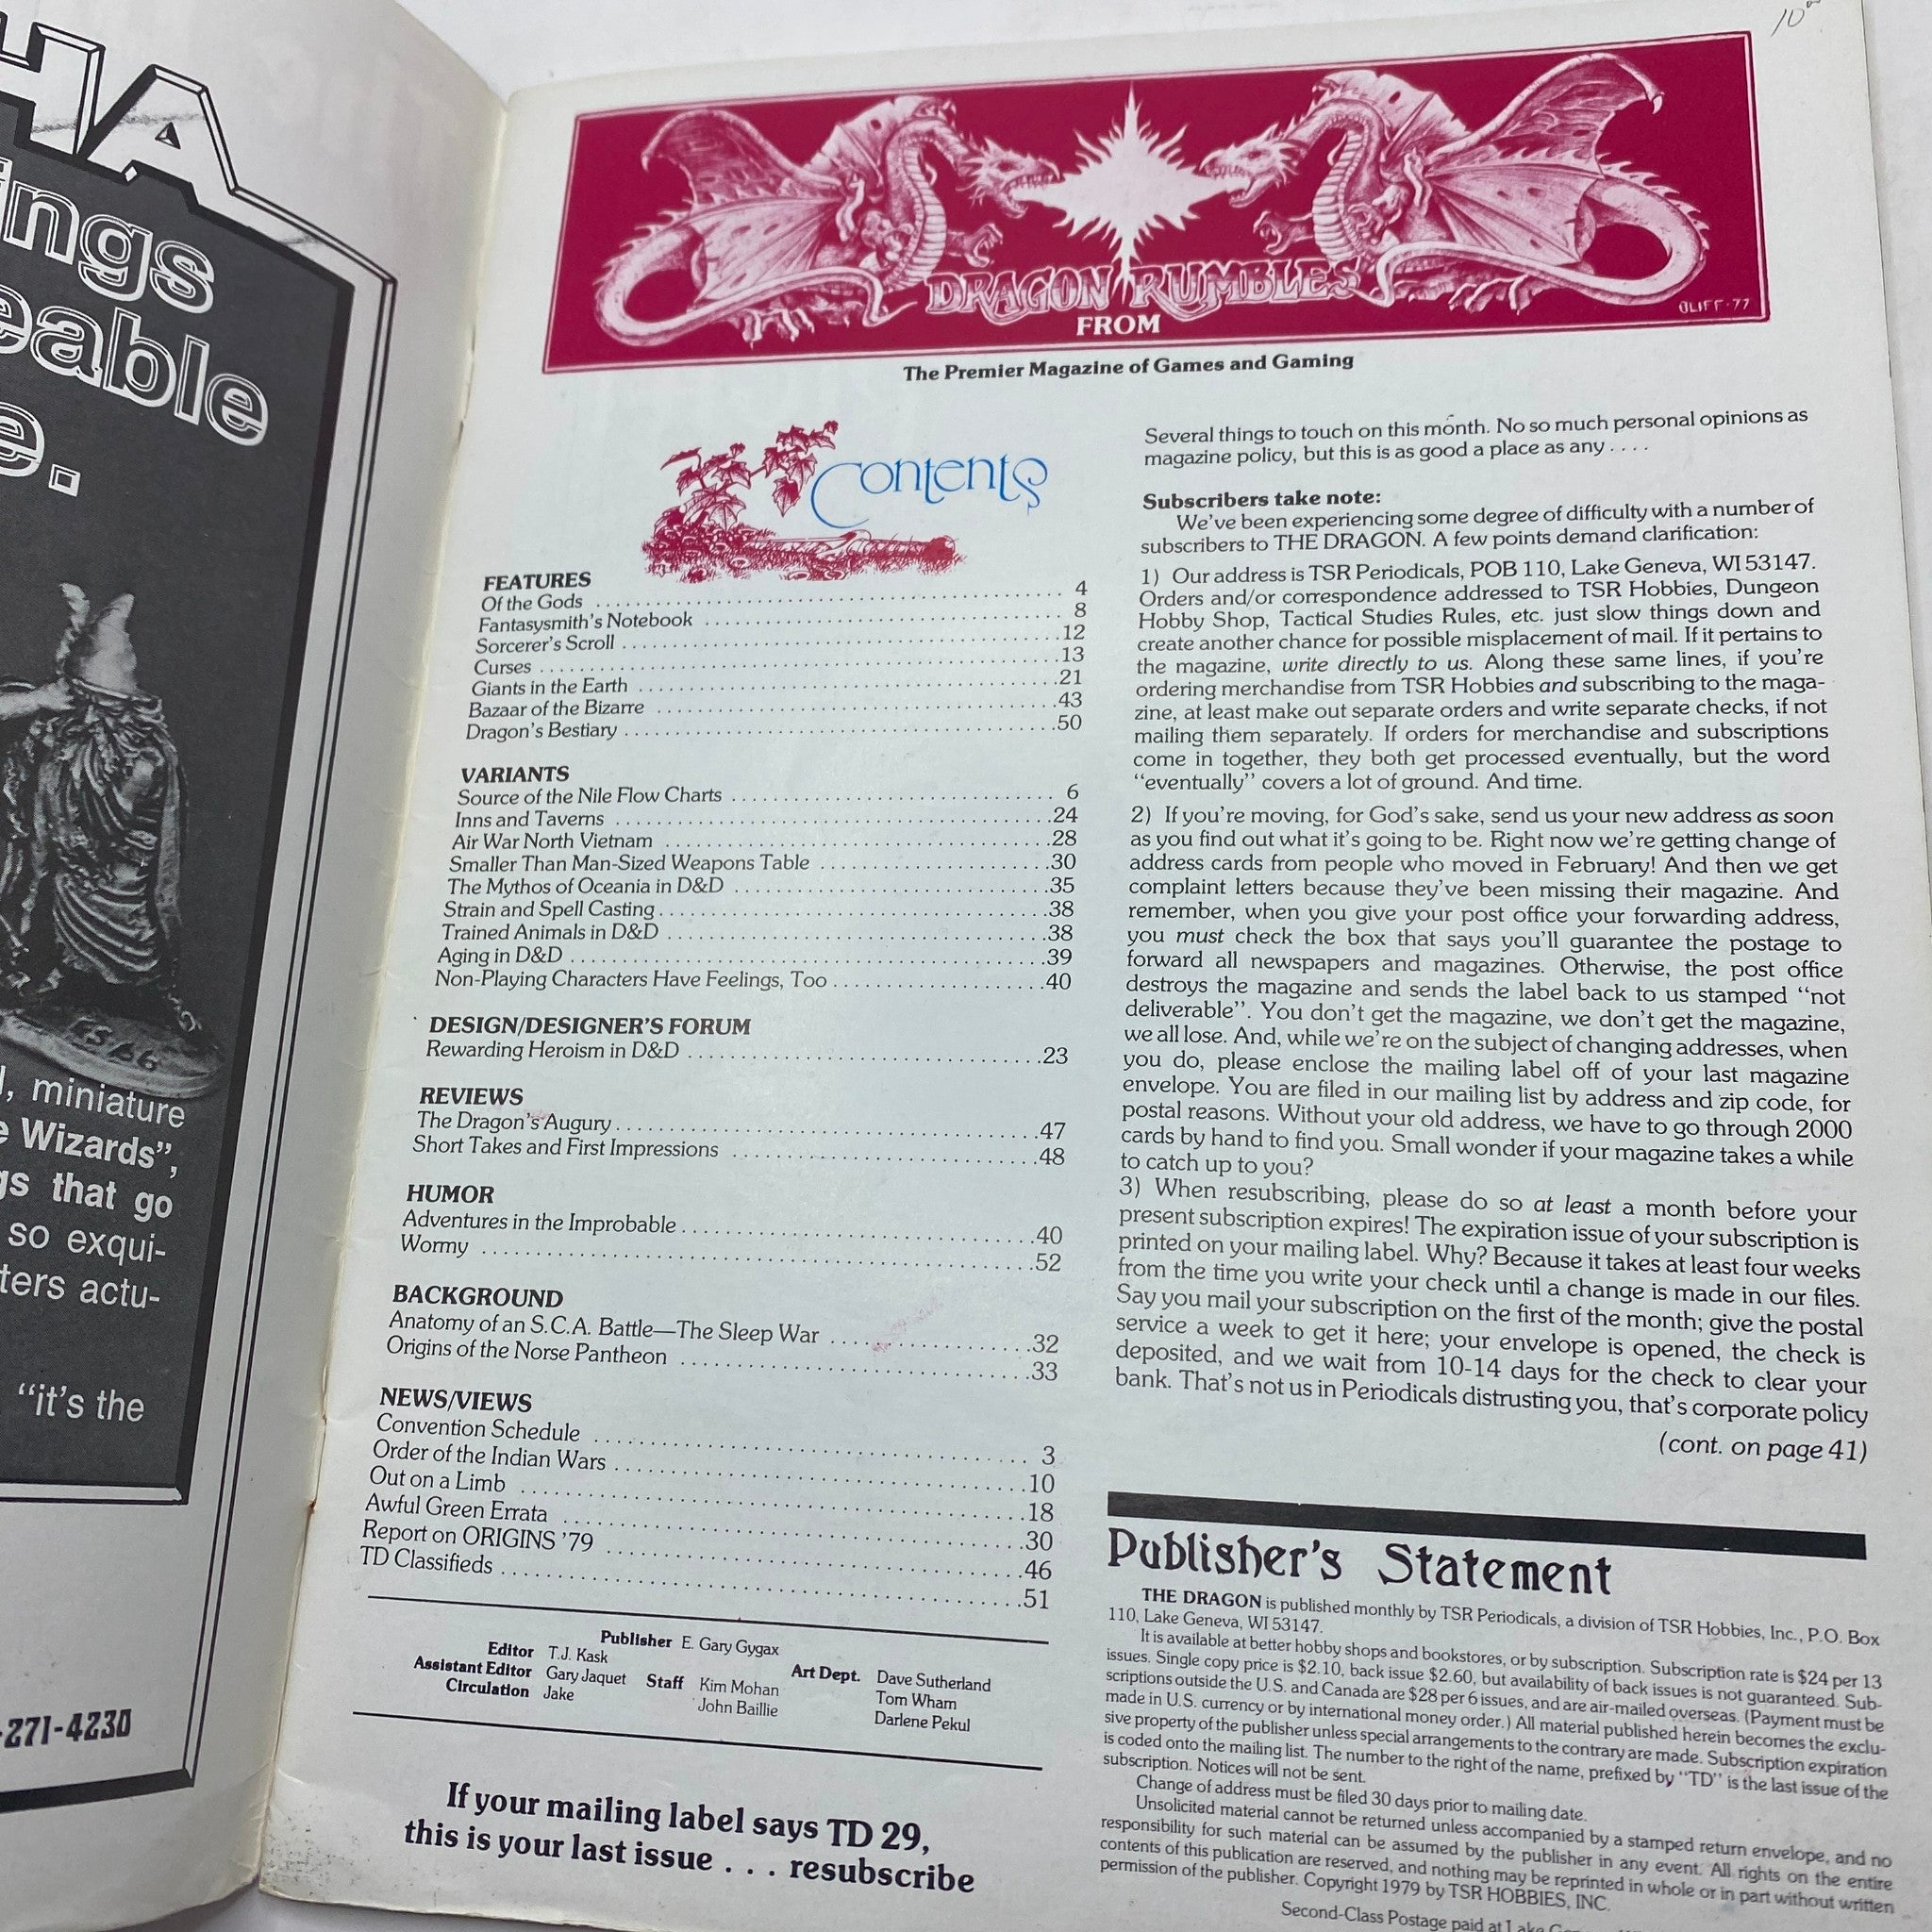 HA
ings
eable
e.
TSR 66
miniature
Wizards",
that go
so exqui-
ters actu-
"it's the
-271-4230
10
DRAGON RUMBLES
FROM
BLIFF·77
The Premier Magazine of Games and Gaming
Contents
FEATURES
Of the Gods 4
Fantasysmith's Notebook 8
Sorcerer's Scroll 12
Curses 13
Giants in the Earth 21
Bazaar of the Bizarre 43
Dragon's Bestiary 50
VARIANTS
Source of the Nile Flow Charts 6
Inns and Taverns 24
Air War North Vietnam 28
Smaller Than Man-Sized Weapons Table 30
The Mythos of Oceania in D&D 35
Strain and Spell Casting 38
Trained Animals in D&D 38
Aging in D&D 39
Non-Playing Characters Have Feelings, Too 40
DESIGN/DESIGNER'S FORUM
Rewarding Heroism in D&D 23
REVIEWS
The Dragon's Augury 47
Short Takes and First Impressions 48
HUMOR
Adventures in the Improbable 40
Wormy 52
BACKGROUND
Anatomy of an S.C.A. Battle—The Sleep War 32
Origins of the Norse Pantheon 33
NEWS/VIEWS
Convention Schedule 3
Order of the Indian Wars 10
Out on a Limb 18
Awful Green Errata 30
Report on ORIGINS '79 46
TD Classifieds 51
Publisher E. Gary Gygax
Editor T.J. Kask
Assistant Editor Gary Jaquet Staff Kim Mohan Art Dept. Dave Sutherland
Circulation Jake John Baillie Tom Wham
Darlene Pekul
If your mailing label says TD 29,
this is your last issue . . . resubscribe
Several things to touch on this month. No so much personal opinions as
magazine policy, but this is as good a place as any . . . .
Subscribers take note:
We've been experiencing some degree of difficulty with a number of
subscribers to THE DRAGON. A few points demand clarification:
1) Our address is TSR Periodicals, POB 110, Lake Geneva, WI 53147.
Orders and/or correspondence addressed to TSR Hobbies, Dungeon
Hobby Shop, Tactical Studies Rules, etc. just slow things down and
create another chance for possible misplacement of mail. If it pertains to
the magazine, write directly to us. Along these same lines, if you're
ordering merchandise from TSR Hobbies and subscribing to the maga-
zine, at least make out separate orders and write separate checks, if not
mailing them separately. If orders for merchandise and subscriptions
come in together, they both get processed eventually, but the word
"eventually" covers a lot of ground. And time.
2) If you're moving, for God's sake, send us your new address as soon
as you find out what it's going to be. Right now we're getting change of
address cards from people who moved in February! And then we get
complaint letters because they've been missing their magazine. And
remember, when you give your post office your forwarding address,
you must check the box that says you'll guarantee the postage to
forward all newspapers and magazines. Otherwise, the post office
destroys the magazine and sends the label back to us stamped "not
deliverable". You don't get the magazine, we don't get the magazine,
we all lose. And, while we're on the subject of changing addresses, when
you do, please enclose the mailing label off of your last magazine
envelope. You are filed in our mailing list by address and zip code, for
postal reasons. Without your old address, we have to go through 2000
cards by hand to find you. Small wonder if your magazine takes a while
to catch up to you?
3) When resubscribing, please do so at least a month before your
present subscription expires! The expiration issue of your subscription is
printed on your mailing label. Why? Because it takes at least four weeks
from the time you write your check until a change is made in our files.
Say you mail your subscription on the first of the month; give the postal
service a week to get it here; your envelope is opened, the check is
deposited, and we wait from 10-14 days for the check to clear your
bank. That's not us in Periodicals distrusting you, that's corporate policy
(cont. on page 41)
Publisher's Statement
THE DRAGON is published monthly by TSR Periodicals, a division of TSR Hobbies, Inc., P.O. Box
110, Lake Geneva, WI 53147.
It is available at better hobby shops and bookstores, or by subscription. Subscription rate is $24 per 13
issues. Single copy price is $2.10, back issue $2.60, but availability of back issues is not guaranteed. Sub-
scriptions outside the U.S. and Canada are $28 per 6 issues, and are air-mailed overseas. (Payment must be
made in U.S. currency or by international money order.) All material published herein becomes the exclu-
sive property of the publisher unless special arrangements to the contrary are made. Subscription expiration
is coded onto the mailing list. The number to the right of the name, prefixed by "TD" is the last issue of the
subscription. Notices will not be sent.
Change of address must be filed 30 days prior to mailing date.
Unsolicited material cannot be returned unless accompanied by a stamped return envelope, and no
responsibility for such material can be assumed by the publisher in any event. All rights on the entire
contents of this publication are reserved, and nothing may be reprinted in whole or in part without written
permission of the publisher. Copyright 1979 by TSR HOBBIES, INC.
Second-Class Postage paid at Lake